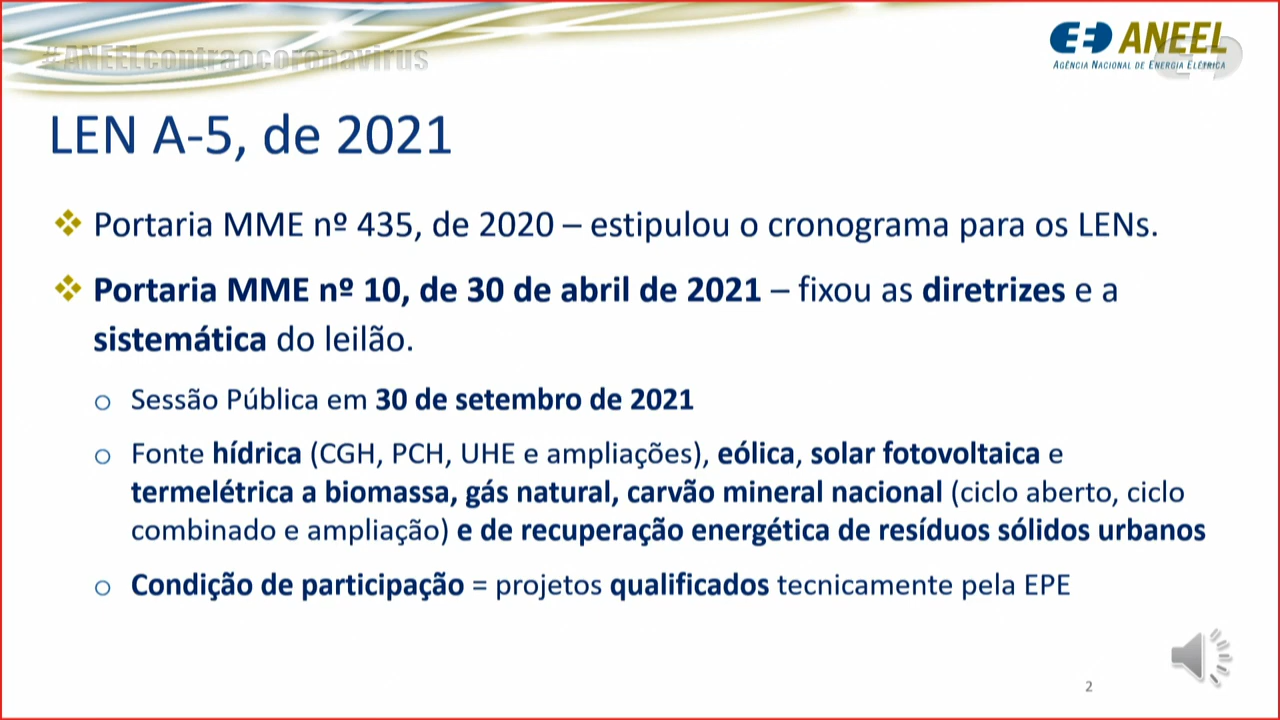 #ANEELcontraocoronavirus
ANEEL
AGÊNCIA NACIONAL DE ENERGIA ELÉTRICA
LEN A-5, de 2021
Portaria MME nº 435, de 2020 – estipulou o cronograma para os LENs.
Portaria MME nº 10, de 30 de abril de 2021 – fixou as diretrizes e a
sistemática do leilão.
Sessão Pública em 30 de setembro de 2021
Fonte hídrica (CGH, PCH, UHE e ampliações), eólica, solar fotovoltaica e
termelétrica a biomassa, gás natural, carvão mineral nacional (ciclo aberto, ciclo
combinado e ampliação) e de recuperação energética de resíduos sólidos urbanos
Condição de participação = projetos qualificados tecnicamente pela EPE
2